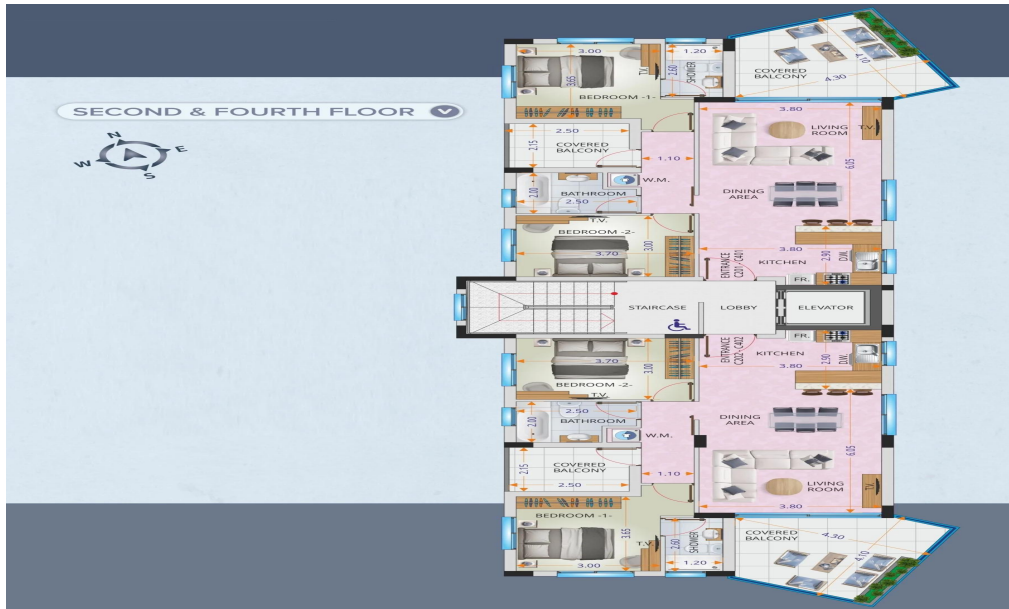 SECOND & FOURTH FLOOR
N
W
E
S
3.00
1.20
3.65
T.V.
2.60
SHOWER
BEDROOM -1-
COVERED
BALCONY
4.30
4.10
2.50
2.15
COVERED
BALCONY
1.10
3.80
LIVING
ROOM
T.V.
6.05
W.M.
2.00
BATHROOM
2.50
DINING
AREA
T.V.
BEDROOM -2-
3.70
3.00
3.80
KITCHEN
2.90
D.W.
FR.
ENTRANCE
C201 - C401
STAIRCASE
LOBBY
ELEVATOR
ENTRANCE
C202 - C402
FR.
KITCHEN
3.80
2.90
D.W.
3.70
3.00
BEDROOM -2-
T.V.
2.50
2.00
BATHROOM
W.M.
DINING
AREA
6.05
COVERED
BALCONY
2.15
2.50
1.10
LIVING
ROOM
T.V.
3.80
BEDROOM -1-
3.65
T.V.
3.00
2.60
SHOWER
1.20
COVERED
BALCONY
4.30
4.10